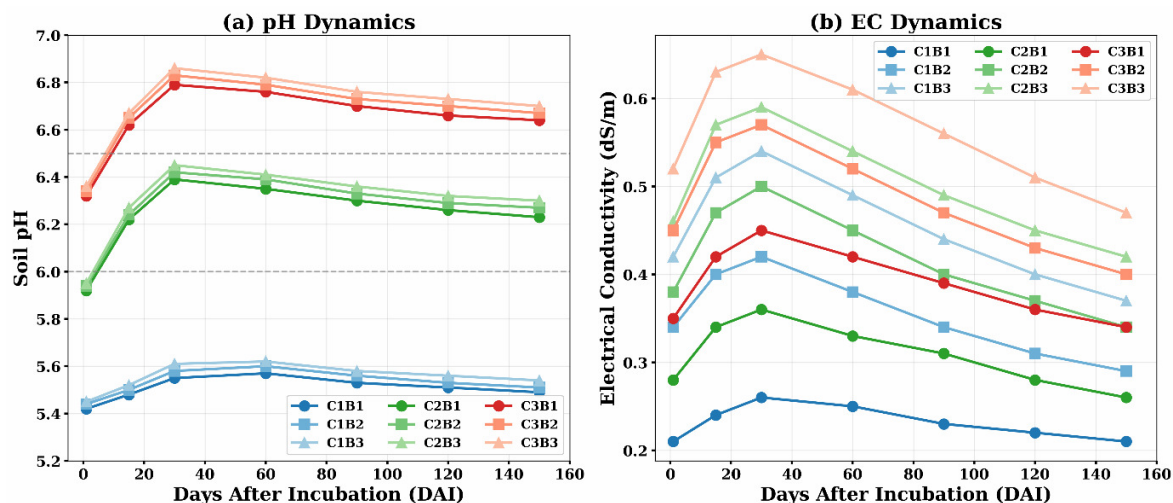 (a) pH Dynamics
Soil pH
7.0
6.8
6.6
6.4
6.2
6.0
5.8
5.6
5.4
5.2
0 20 40 60 80 100 120 140 160
Days After Incubation (DAI)
C1B1 C2B1 C3B1
C1B2 C2B2 C3B2
C1B3 C2B3 C3B3
(b) EC Dynamics
Electrical Conductivity (dS/m)
0.6
0.5
0.4
0.3
0.2
0 20 40 60 80 100 120 140 160
Days After Incubation (DAI)
C1B1 C2B1 C3B1
C1B2 C2B2 C3B2
C1B3 C2B3 C3B3